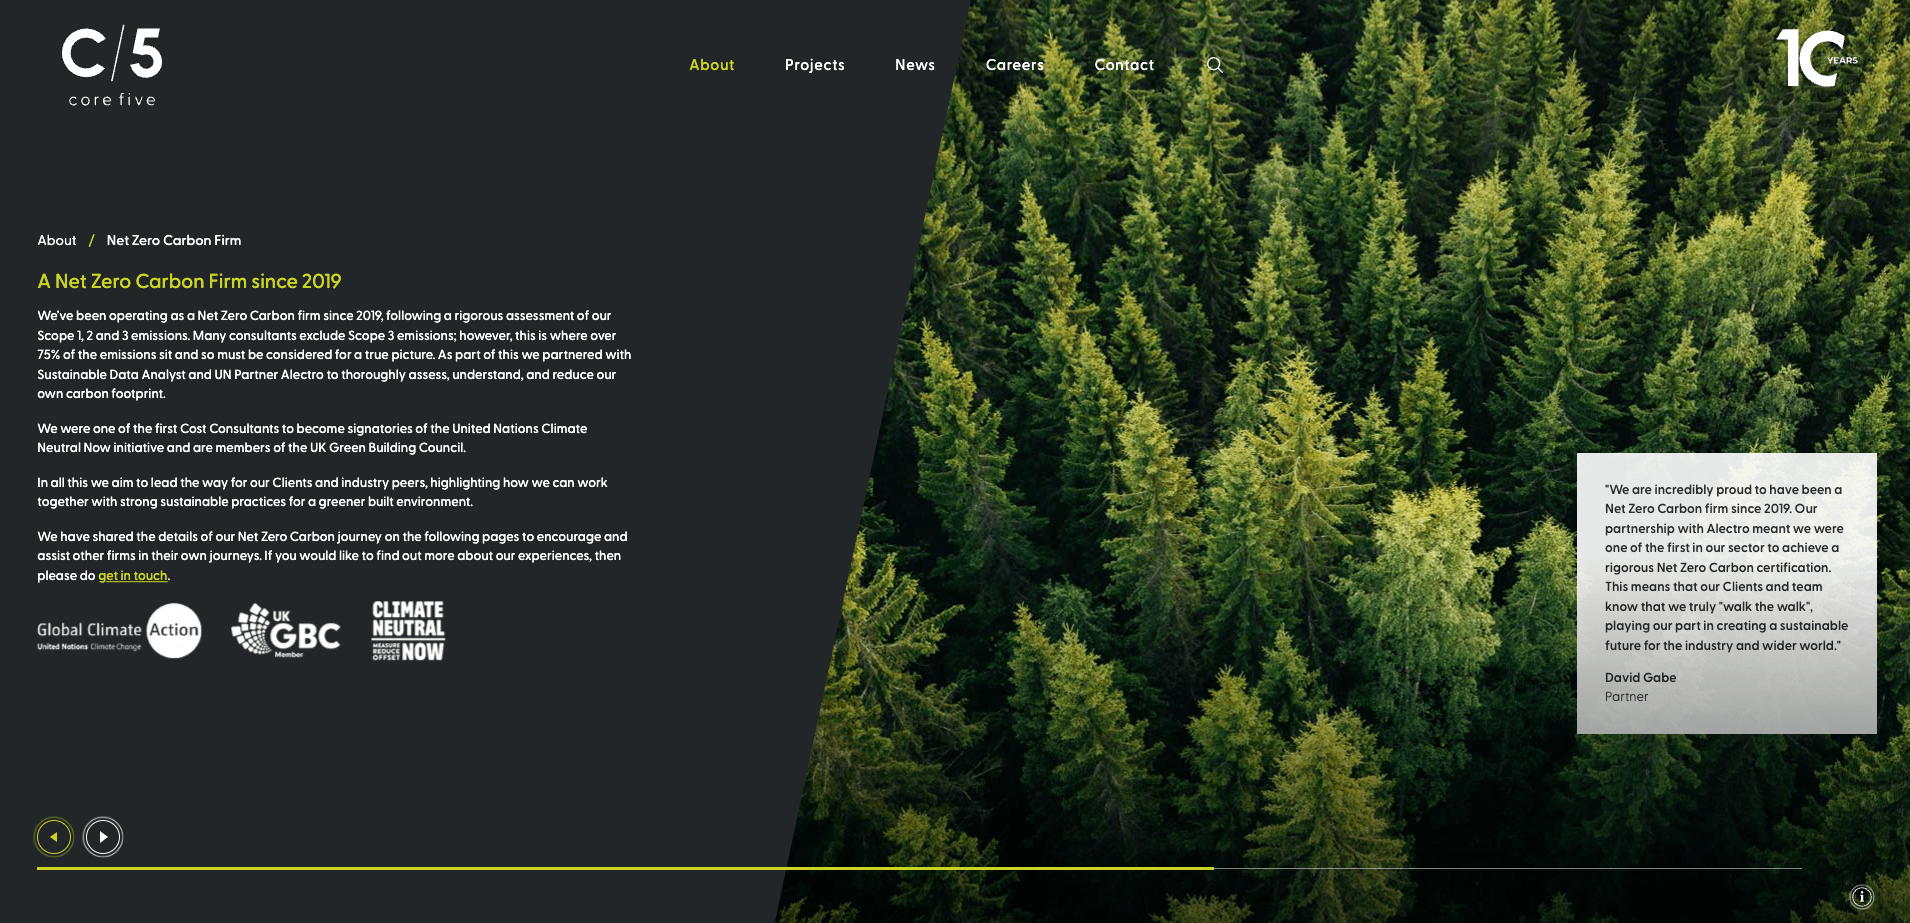 C/5
core five
About
Projects
News
Careers
Contact
10 YEARS
About / Net Zero Carbon Firm
A Net Zero Carbon Firm since 2019
We've been operating as a Net Zero Carbon firm since 2019, following a rigorous assessment of our
Scope 1, 2 and 3 emissions. Many consultants exclude Scope 3 emissions; however, this is where over
75% of the emissions sit and so must be considered for a true picture. As part of this we partnered with
Sustainable Data Analyst and UN Partner Alectro to thoroughly assess, understand, and reduce our
own carbon footprint.
We were one of the first Cost Consultants to become signatories of the United Nations Climate
Neutral Now initiative and are members of the UK Green Building Council.
In all this we aim to lead the way for our Clients and industry peers, highlighting how we can work
together with strong sustainable practices for a greener built environment.
We have shared the details of our Net Zero Carbon journey on the following pages to encourage and
assist other firms in their own journeys. If you would like to find out more about our experiences, then
please do get in touch.
Global Climate Action
United Nations Climate Change
UK
GBC
Member
CLIMATE
NEUTRAL
MEASURE
REDUCE
OFFSET
NOW
"We are incredibly proud to have been a
Net Zero Carbon firm since 2019. Our
partnership with Alectro meant we were
one of the first in our sector to achieve a
rigorous Net Zero Carbon certification.
This means that our Clients and team
know that we truly "walk the walk",
playing our part in creating a sustainable
future for the industry and wider world."
David Gabe
Partner
i